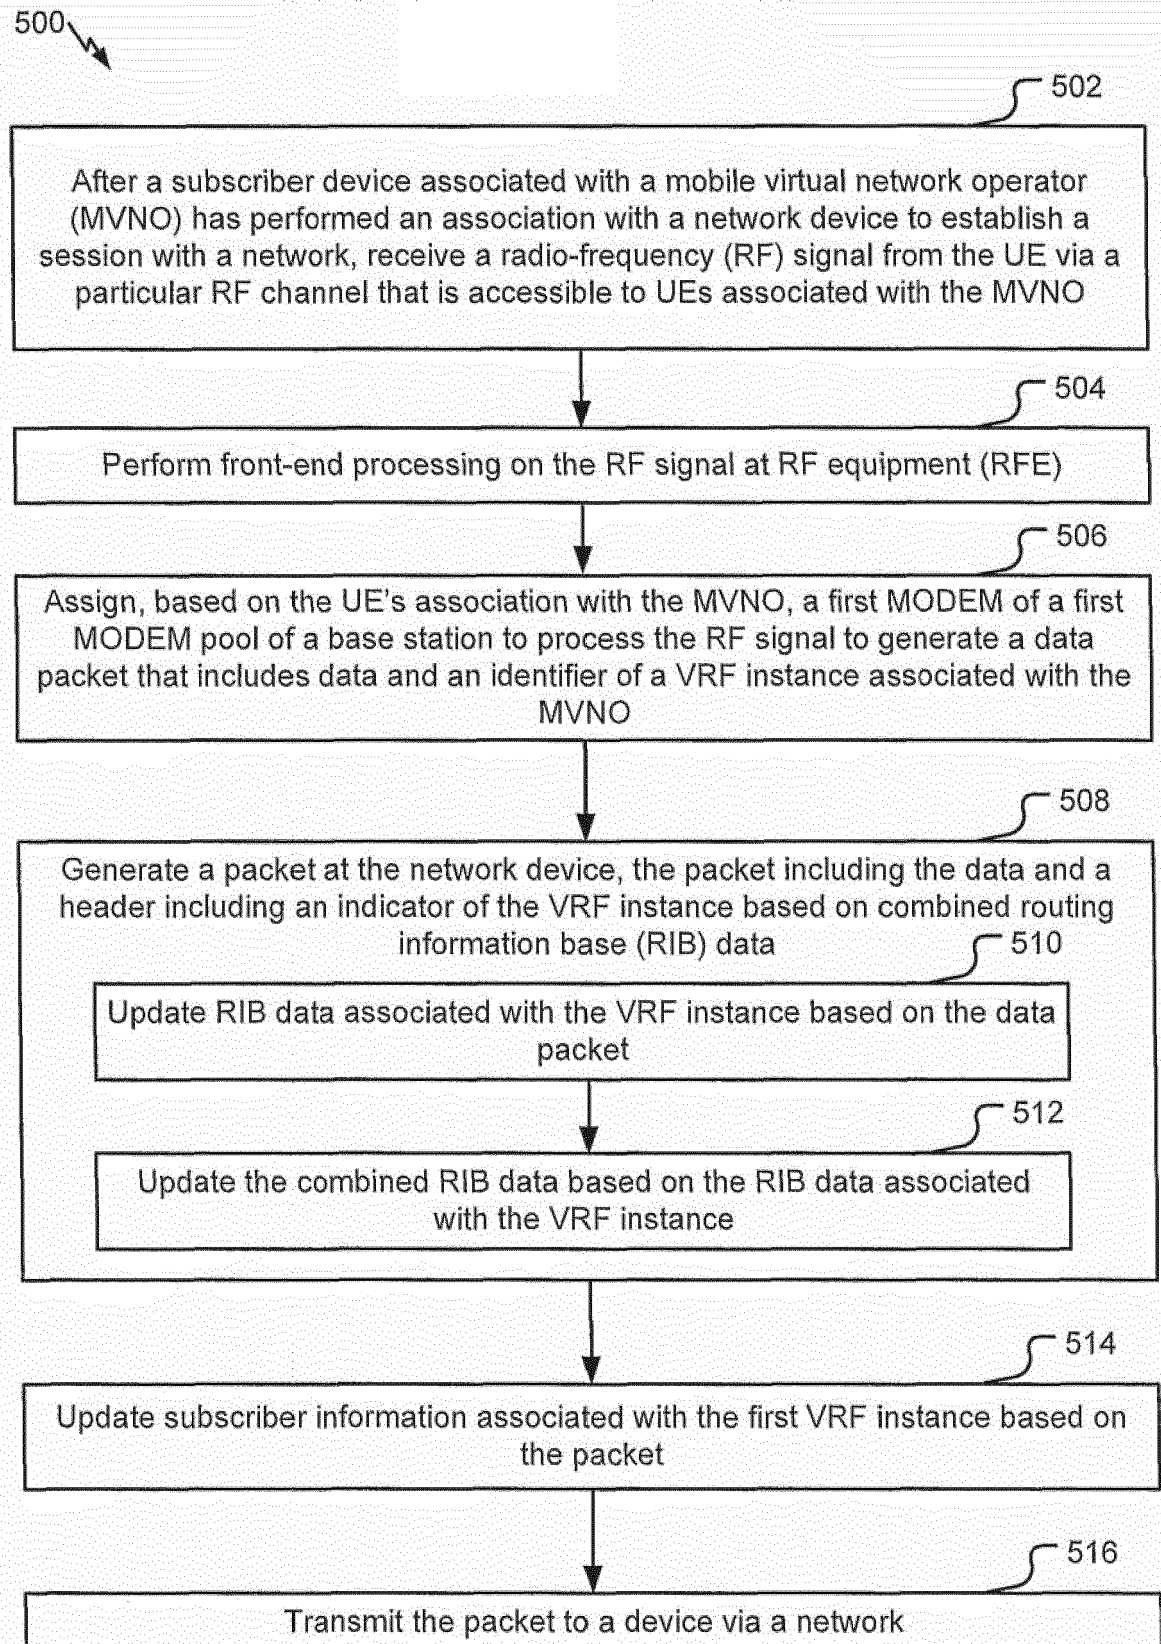 500
502
After a subscriber device associated with a mobile virtual network operator
(MVNO) has performed an association with a network device to establish a
session with a network, receive a radio-frequency (RF) signal from the UE via a
particular RF channel that is accessible to UEs associated with the MVNO
504
Perform front-end processing on the RF signal at RF equipment (RFE)
506
Assign, based on the UE's association with the MVNO, a first MODEM of a first
MODEM pool of a base station to process the RF signal to generate a data
packet that includes data and an identifier of a VRF instance associated with the
MVNO
508
Generate a packet at the network device, the packet including the data and a
header including an indicator of the VRF instance based on combined routing
information base (RIB) data
510
Update RIB data associated with the VRF instance based on the data
packet
512
Update the combined RIB data based on the RIB data associated
with the VRF instance
514
Update subscriber information associated with the first VRF instance based on
the packet
516
Transmit the packet to a device via a network